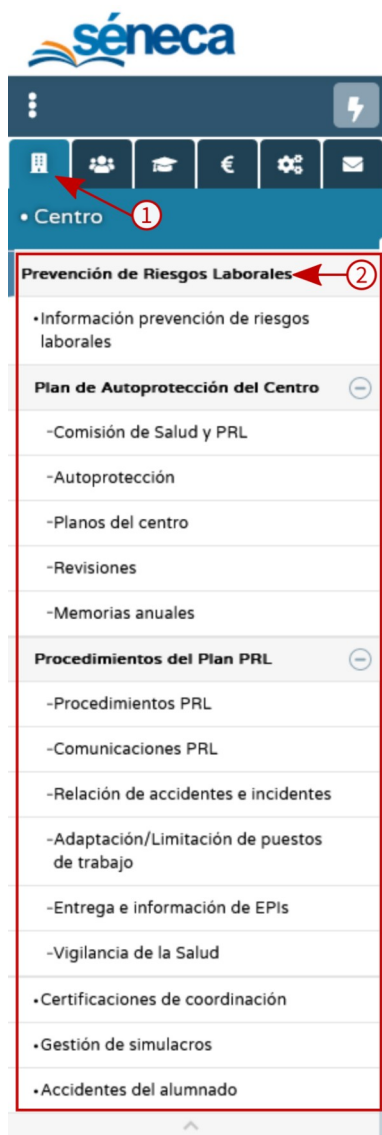 séneca
€
• Centro
1
Prevención de Riesgos Laborales
2
•Información prevención de riesgos
laborales
Plan de Autoprotección del Centro
-Comisión de Salud y PRL
-Autoprotección
-Planos del centro
-Revisiones
-Memorias anuales
Procedimientos del Plan PRL
-Procedimientos PRL
-Comunicaciones PRL
-Relación de accidentes e incidentes
-Adaptación/Limitación de puestos
de trabajo
-Entrega e información de EPIs
-Vigilancia de la Salud
•Certificaciones de coordinación
•Gestión de simulacros
•Accidentes del alumnado